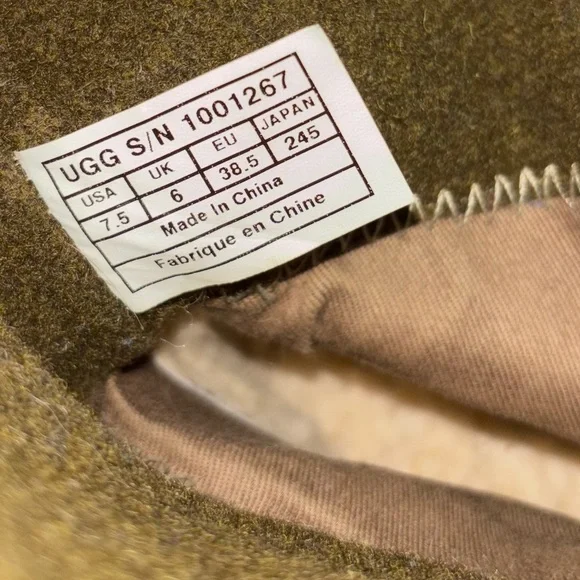 UGG S/N 1001267
USA UK EU JAPAN
7.5 6 38.5 245
Made In China
Fabrique en Chine